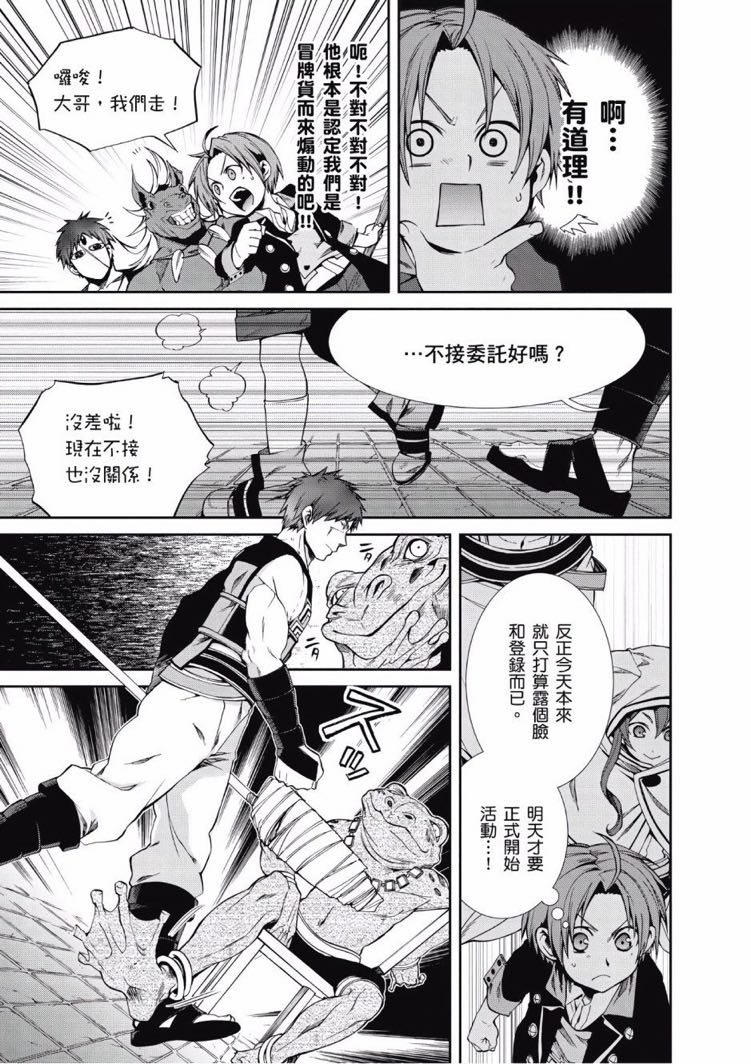 啊…
有道理!!
呃！不對不對不對！
他根本是認定我們是
冒牌貨而來煽動的吧!!
囉唆！
大哥，我們走！
…不接委託好嗎？
沒差啦！
現在不接
也沒關係！
反正今天本來
就只打算露個臉
和登錄而已。
明天才要
正式開始
活動…！